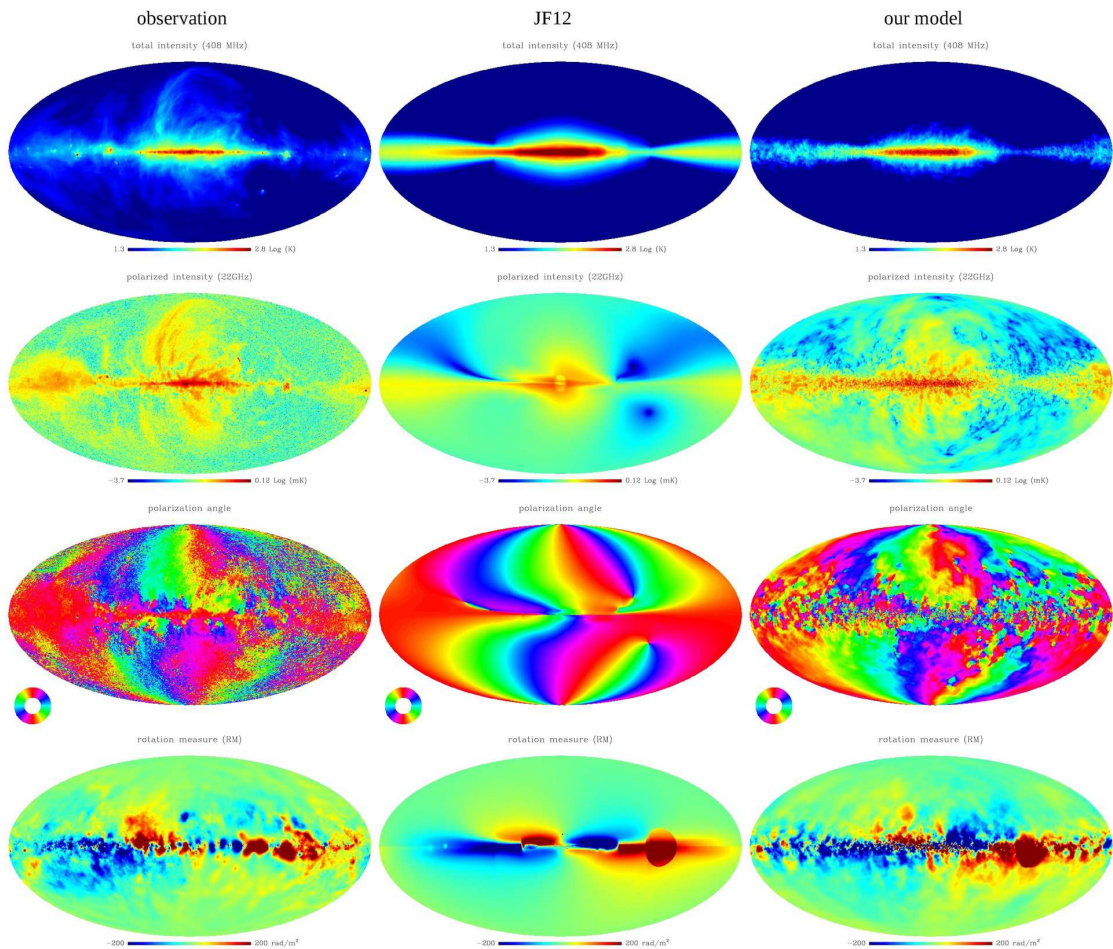 observation JF12 our model
total intensity (408 MHz) total intensity (408 MHz) total intensity (408 MHz)
1.3 2.8 Log (K) 1.3 2.8 Log (K) 1.3 2.8 Log (K)
polarized intensity (22GHz) polarized intensity (22GHz) polarized intensity (22GHz)
−3.7 0.12 Log (mK) −3.7 0.12 Log (mK) −3.7 0.12 Log (mK)
polarization angle polarization angle polarization angle
rotation measure (RM) rotation measure (RM) rotation measure (RM)
−200 200 rad/m² −200 200 rad/m² −200 200 rad/m²